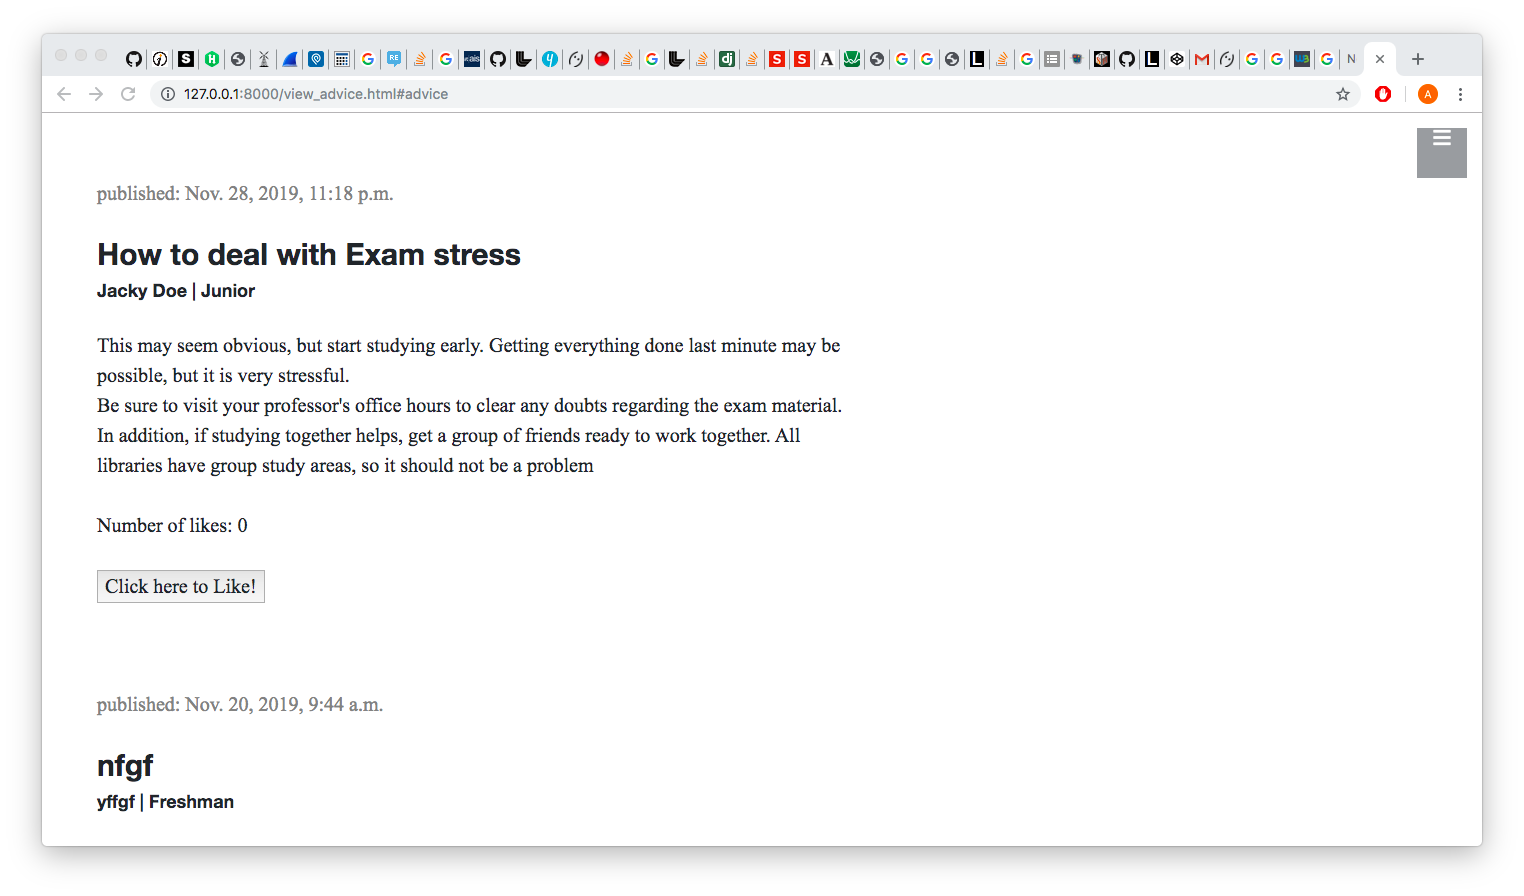 127.0.0.1:8000/view_advice.html#advice
published: Nov. 28, 2019, 11:18 p.m.
How to deal with Exam stress
Jacky Doe | Junior
This may seem obvious, but start studying early. Getting everything done last minute may be
possible, but it is very stressful.
Be sure to visit your professor's office hours to clear any doubts regarding the exam material.
In addition, if studying together helps, get a group of friends ready to work together. All
libraries have group study areas, so it should not be a problem
Number of likes: 0
Click here to Like!
published: Nov. 20, 2019, 9:44 a.m.
nfgf
yffgf | Freshman